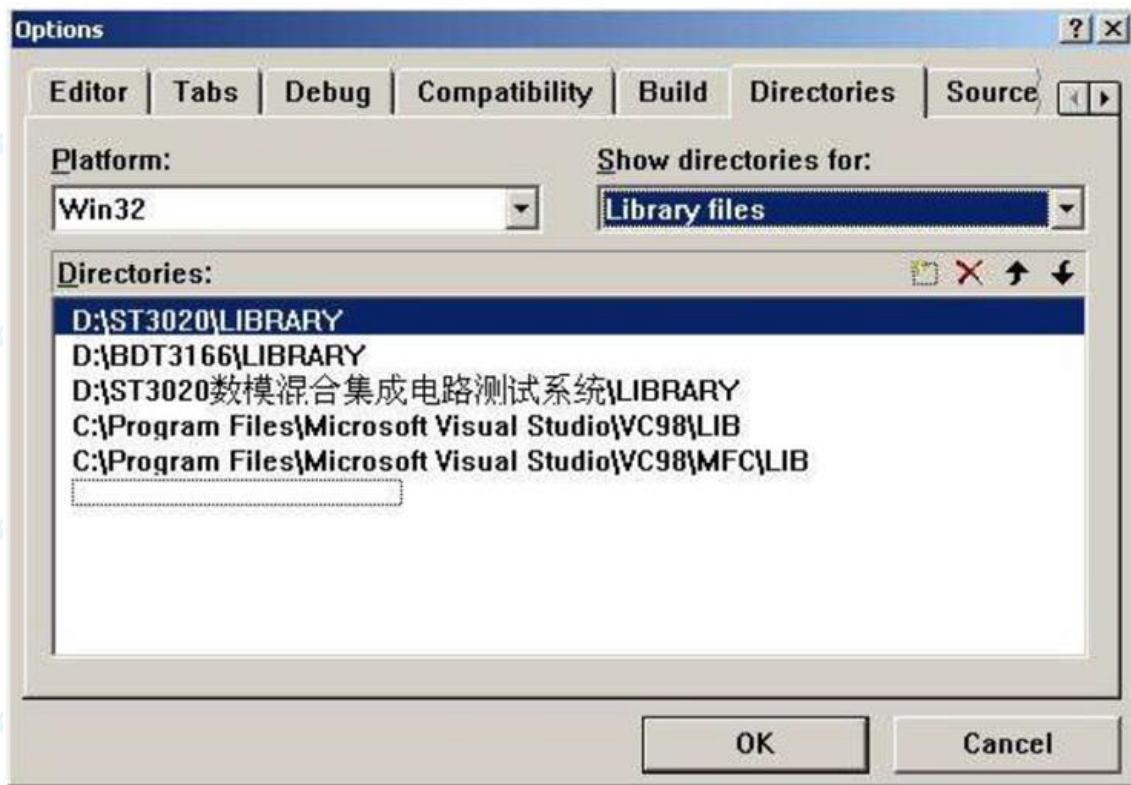 Options
Editor Tabs Debug Compatibility Build Directories Source
Platform: Show directories for:
Win32 Library files
Directories:
D:\ST3020\LIBRARY
D:\BDT3166\LIBRARY
D:\ST3020数模混合集成电路测试系统\LIBRARY
C:\Program Files\Microsoft Visual Studio\VC98\LIB
C:\Program Files\Microsoft Visual Studio\VC98\MFC\LIB
OK Cancel